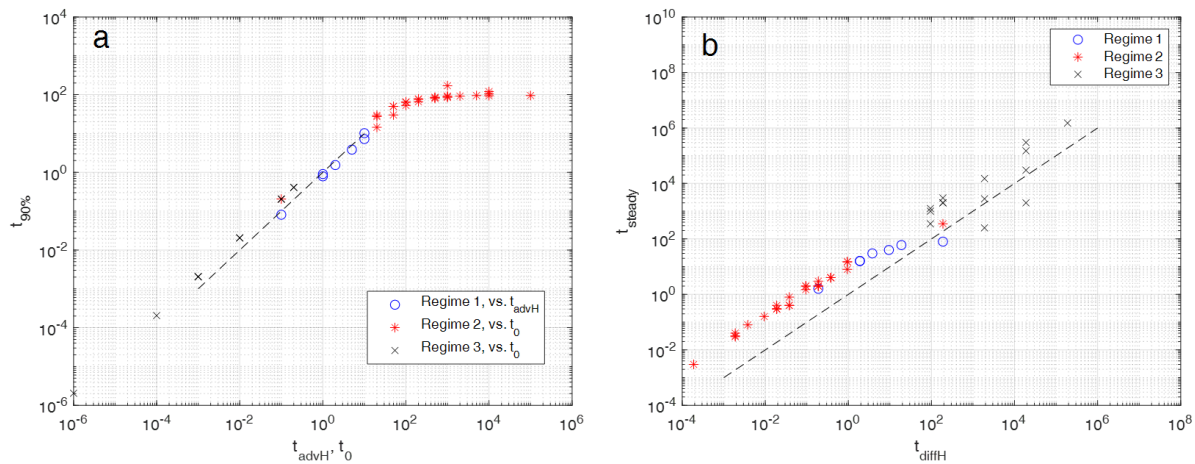 a
10^4
10^2
10^0
10^-2
10^-4
10^-6
t_90%
10^-6
10^-4
10^-2
10^0
10^2
10^4
10^6
t_advH, t_0
Regime 1, vs. t_advH
Regime 2, vs. t_0
Regime 3, vs. t_0
b
10^10
10^8
10^6
10^4
10^2
10^0
10^-2
10^-4
t_steady
10^-4
10^-2
10^0
10^2
10^4
10^6
10^8
t_diffH
Regime 1
Regime 2
Regime 3